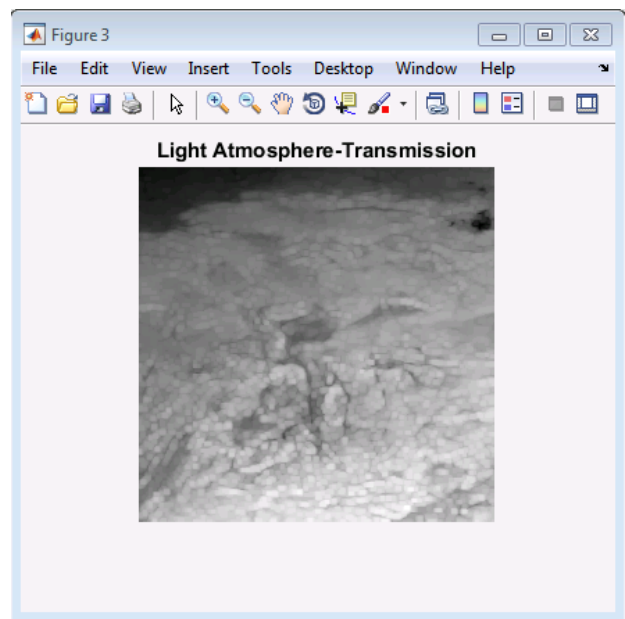 Figure 3
File Edit View Insert Tools Desktop Window Help
Light Atmosphere-Transmission